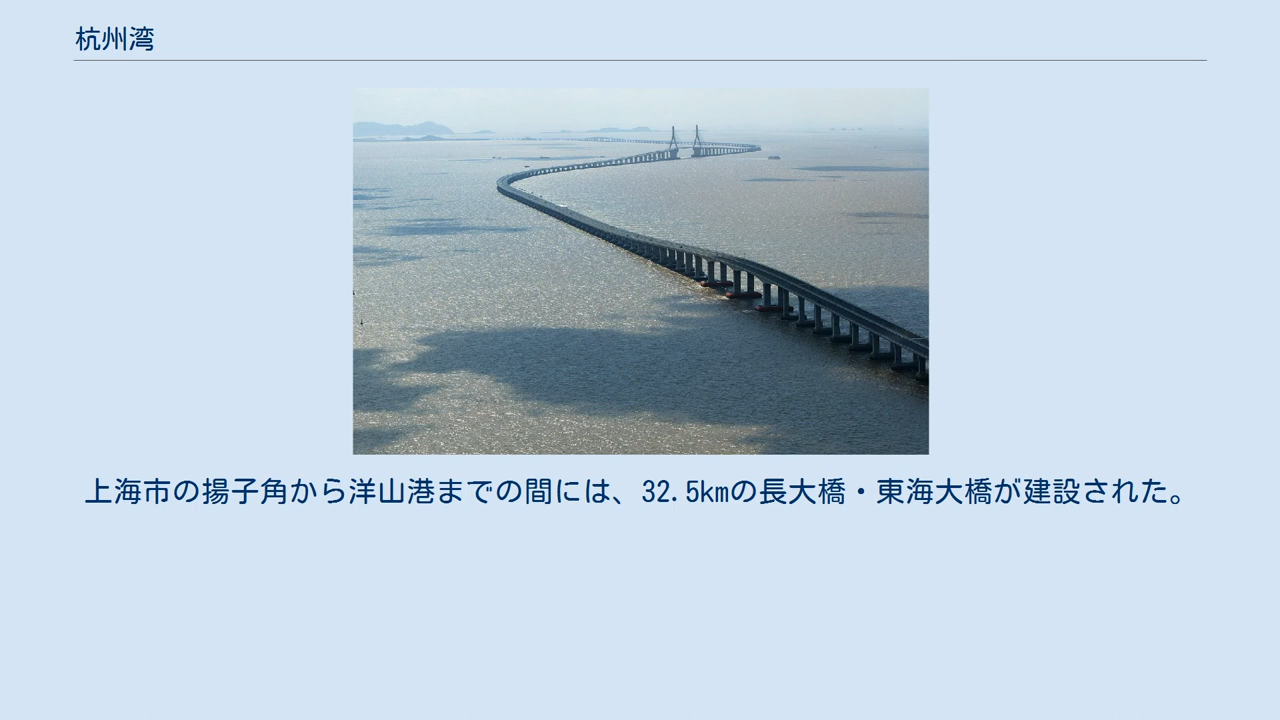 杭州湾
上海市の揚子角から洋山港までの間には、32.5kmの長大橋・東海大橋が建設された。